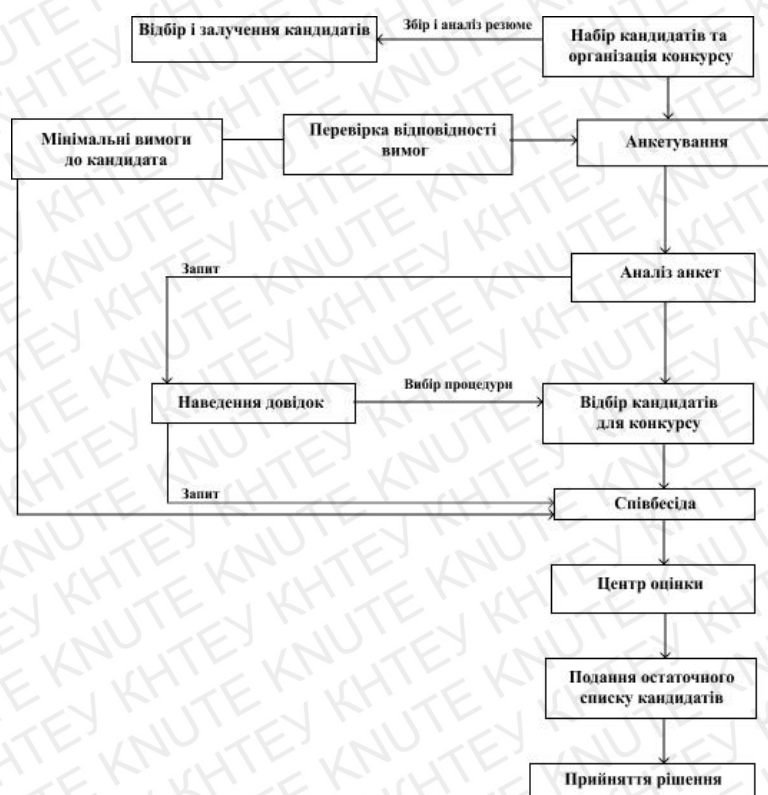 Відбір і залучення кандидатів
Збір і аналіз резюме
Набір кандидатів та
організація конкурсу
Мінімальні вимоги
до кандидата
Перевірка відповідності
вимог
Анкетування
Запит
Аналіз анкет
Наведення довідок
Вибір процедури
Відбір кандидатів
для конкурсу
Запит
Співбесіда
Центр оцінки
Подання остаточного
списку кандидатів
Прийняття рішення